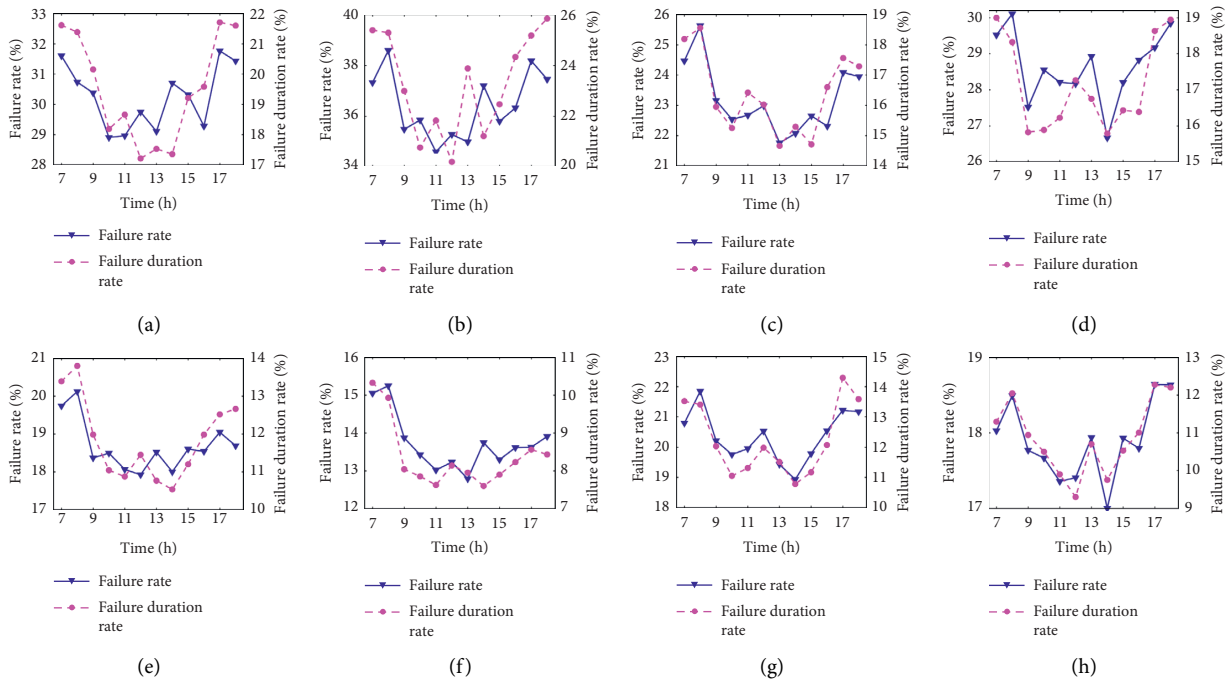 33
32
31
30
29
28
Failure rate (%)
22
21
20
19
18
17
Failure duration rate (%)
7 9 11 13 15 17
Time (h)
Failure rate
Failure duration
rate
(a)
40
38
36
34
Failure rate (%)
26
24
22
20
Failure duration rate (%)
7 9 11 13 15 17
Time (h)
Failure rate
Failure duration
rate
(b)
26
25
24
23
22
21
Failure rate (%)
19
18
17
16
15
14
Failure duration rate (%)
7 9 11 13 15 17
Time (h)
Failure rate
Failure duration
rate
(c)
30
29
28
27
26
Failure rate (%)
19
18
17
16
15
Failure duration rate (%)
7 9 11 13 15 17
Time (h)
Failure rate
Failure duration
rate
(d)
21
20
19
18
17
Failure rate (%)
14
13
12
11
10
Failure duration rate (%)
7 9 11 13 15 17
Time (h)
Failure rate
Failure duration
rate
(e)
16
15
14
13
12
Failure rate (%)
11
10
9
8
7
Failure duration rate (%)
7 9 11 13 15 17
Time (h)
Failure rate
Failure duration
rate
(f)
23
22
21
20
19
18
Failure rate (%)
15
14
13
12
11
10
Failure duration rate (%)
7 9 11 13 15 17
Time (h)
Failure rate
Failure duration
rate
(g)
19
18
17
Failure rate (%)
13
12
11
10
9
Failure duration rate (%)
7 9 11 13 15 17
Time (h)
Failure rate
Failure duration
rate
(h)